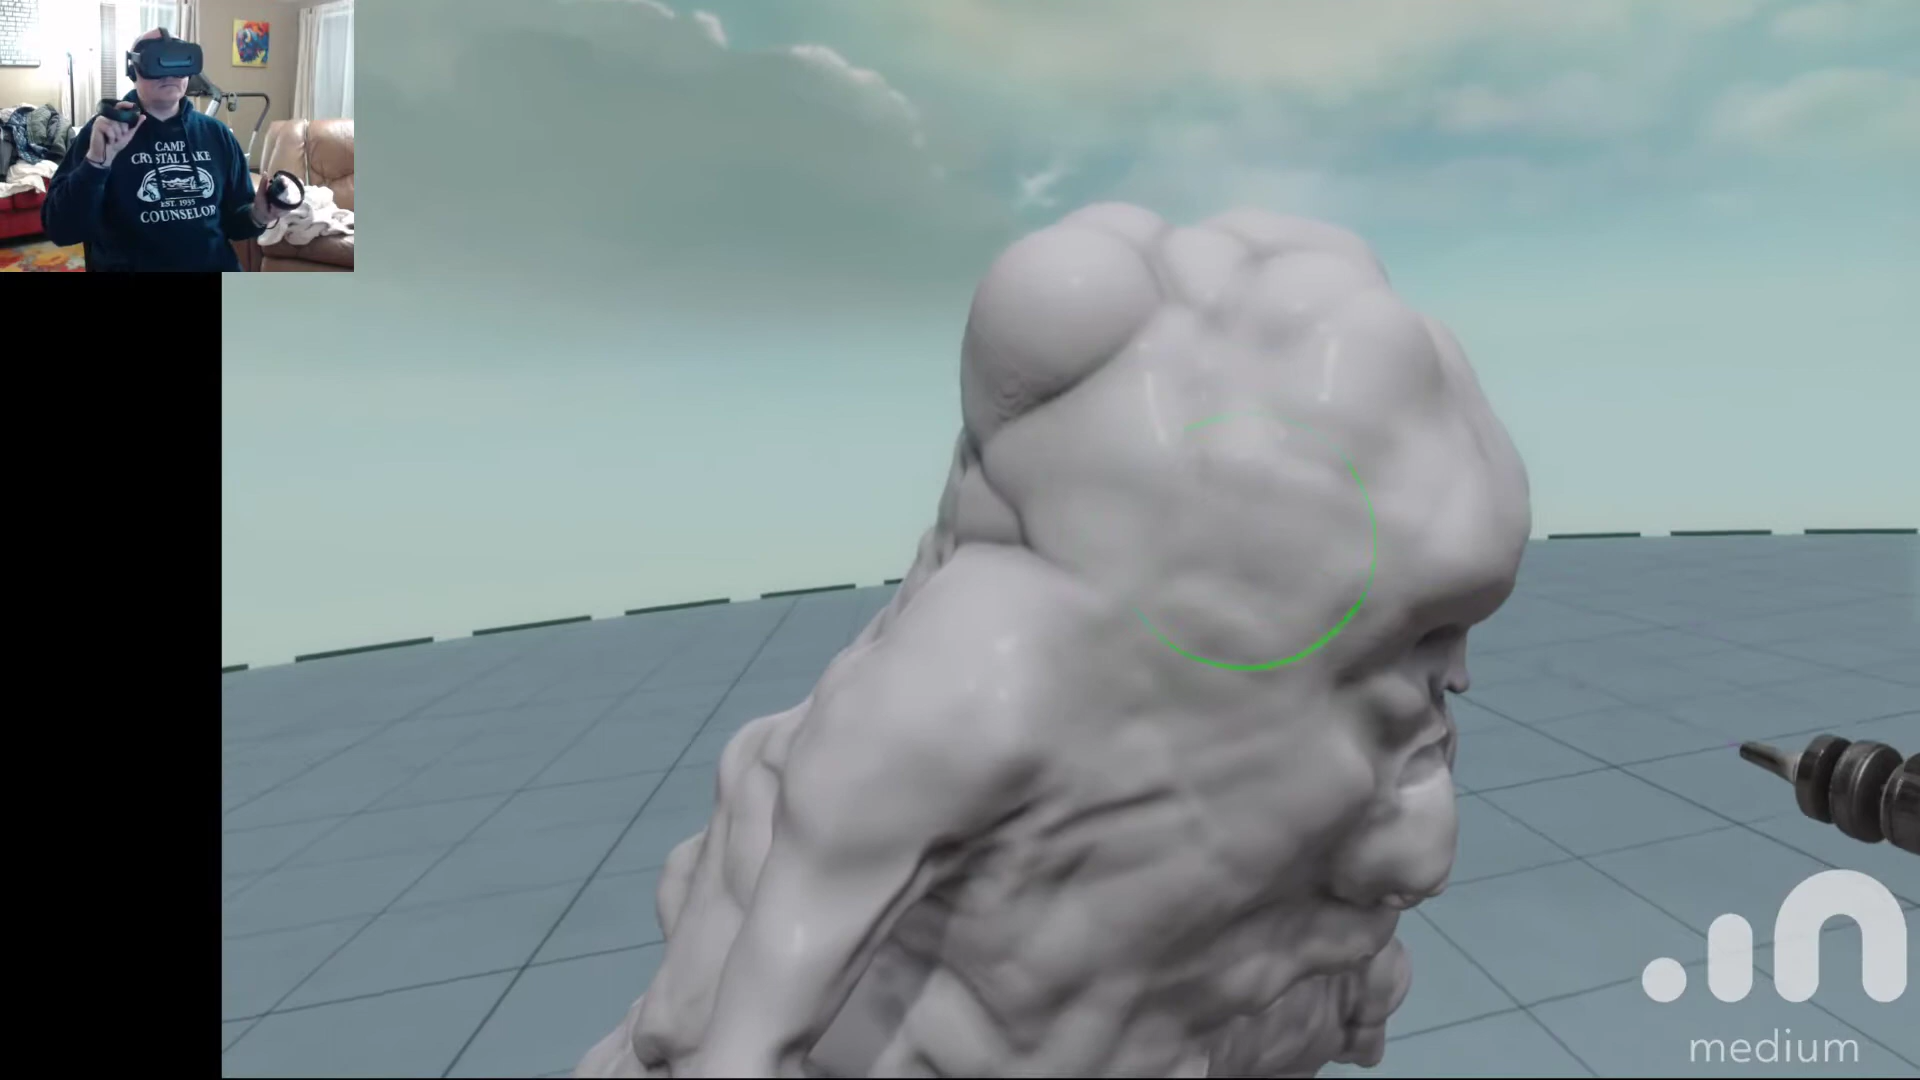 CAMP
CRYSTAL LAKE
EST. 1935
COUNSELOR
medium